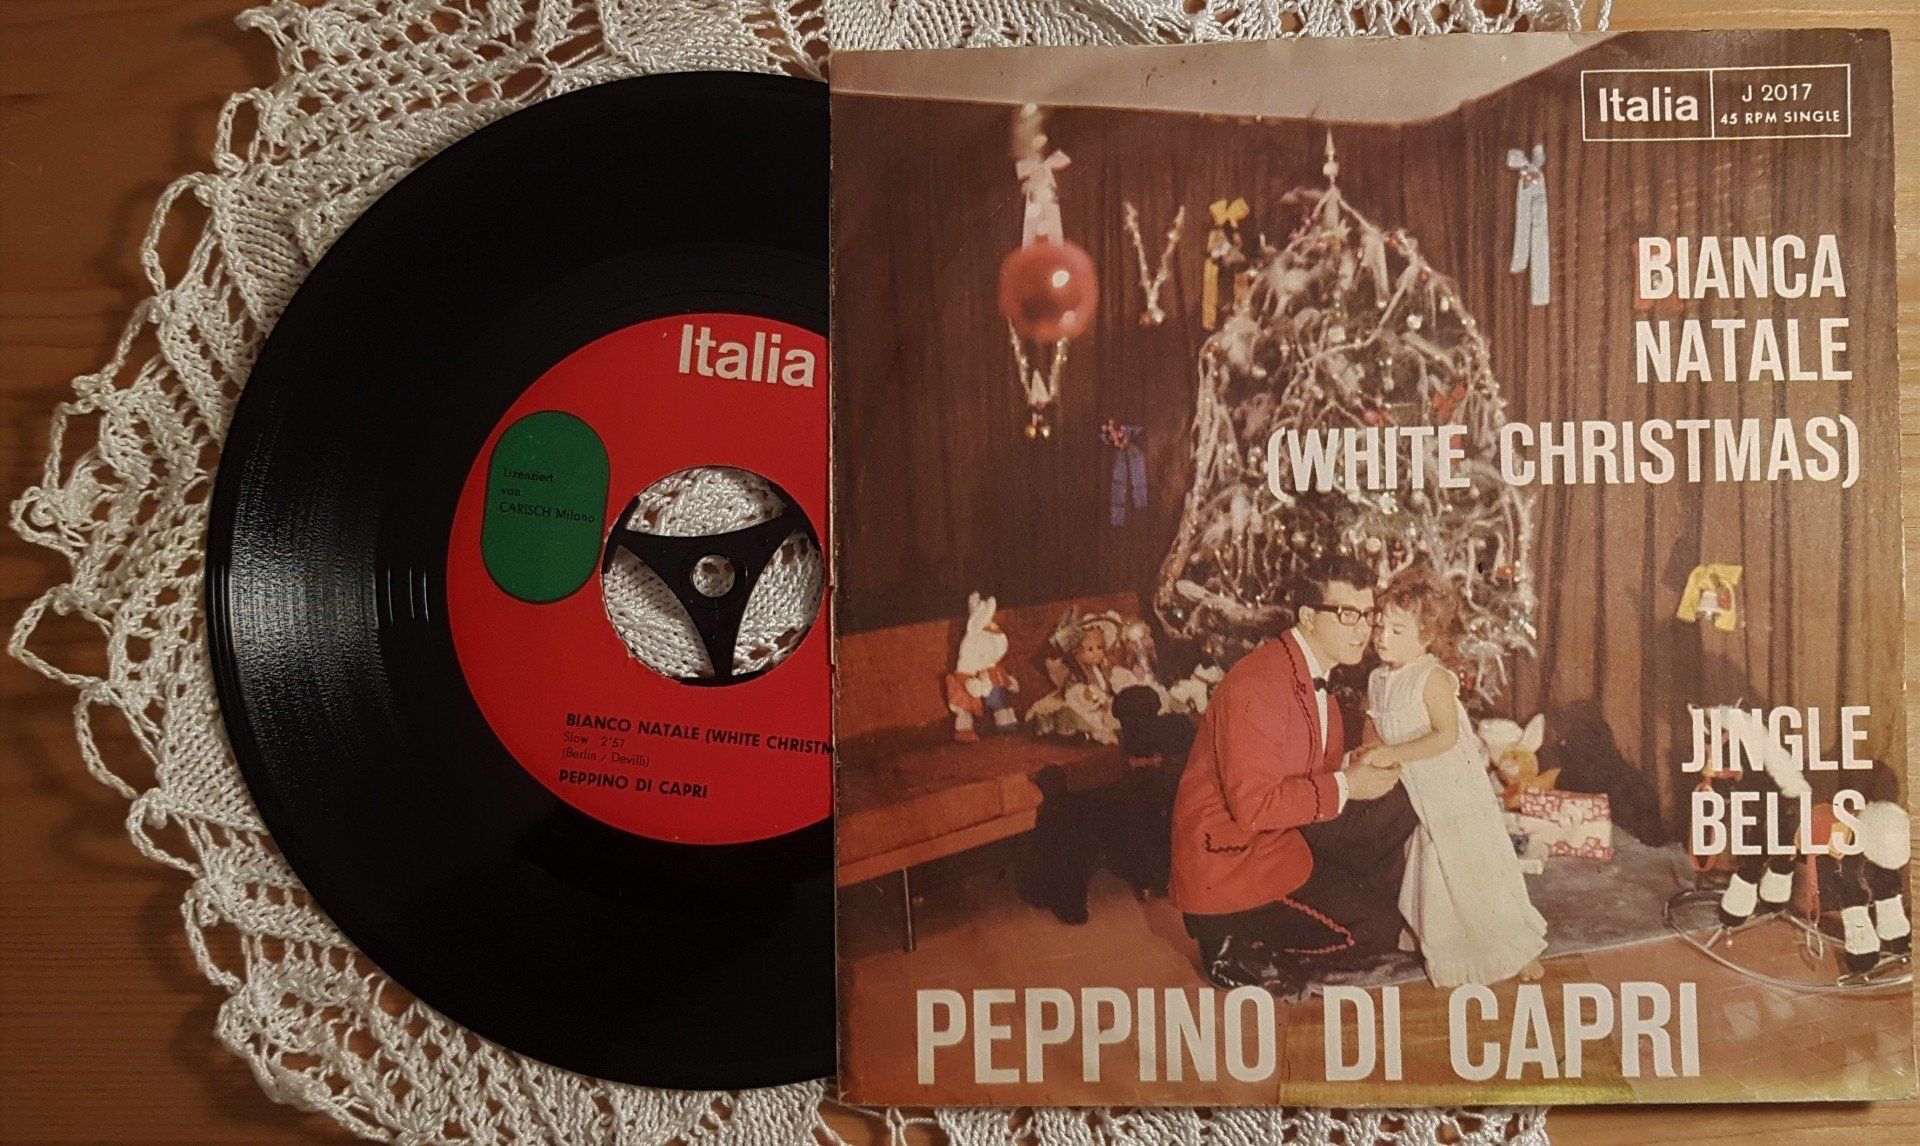 Italia
Lizenziert
von
CARISCH Milano
BIANCO NATALE (WHITE CHRISTM
Slow 2'57
(Berlin / Devilli)
PEPPINO DI CAPRI
Italia
J 2017
45 RPM SINGLE
BIANCA
NATALE
(WHITE CHRISTMAS)
JINGLE
BELLS
PEPPINO DI CAPRI